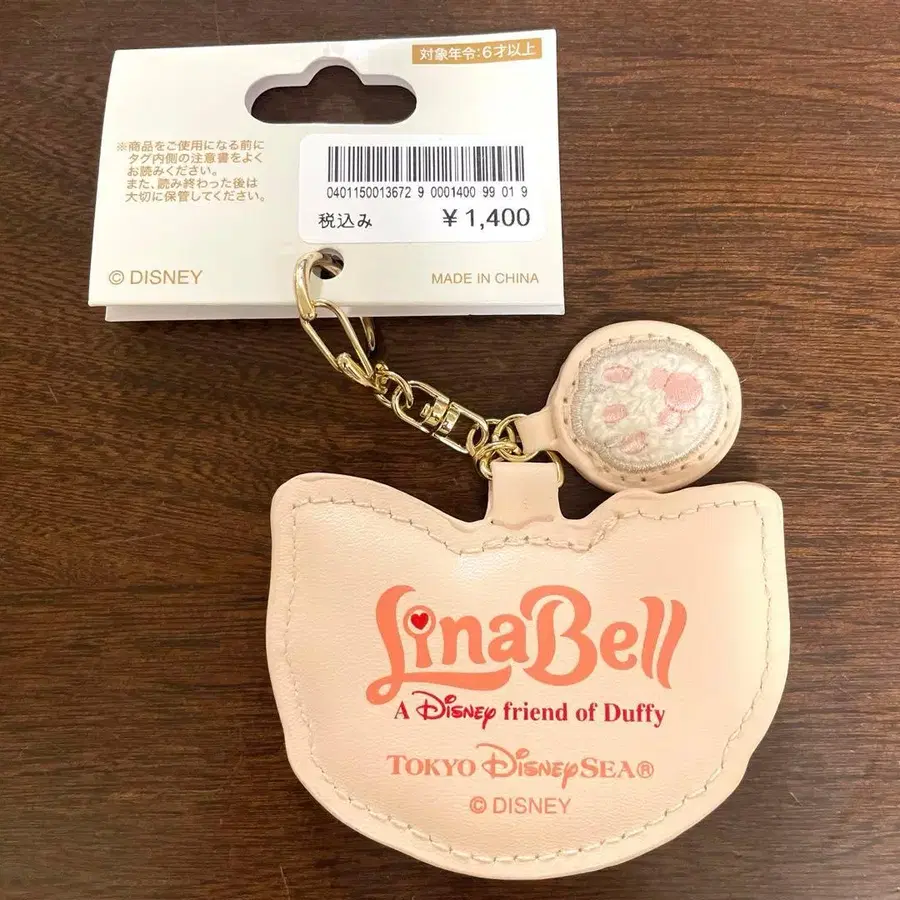 対象年令:6才以上
※商品をご使用になる前に
タグ内側の注意書をよく
お読みください。
また、読み終わった後は
大切に保管してください。
0401150013672 9 0001400 99 01 9
税込み ¥1,400
© DISNEY
MADE IN CHINA
LinaBell
A Disney friend of Duffy
TOKYO DisneySEA®
© DISNEY